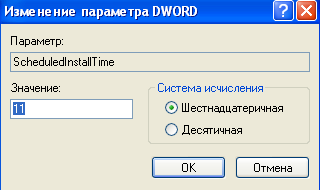 Изменение параметра DWORD
Параметр:
ScheduledInstallTime
Значение:
11
Система исчисления
Шестнадцатеричная
Десятичная
OK
Отмена